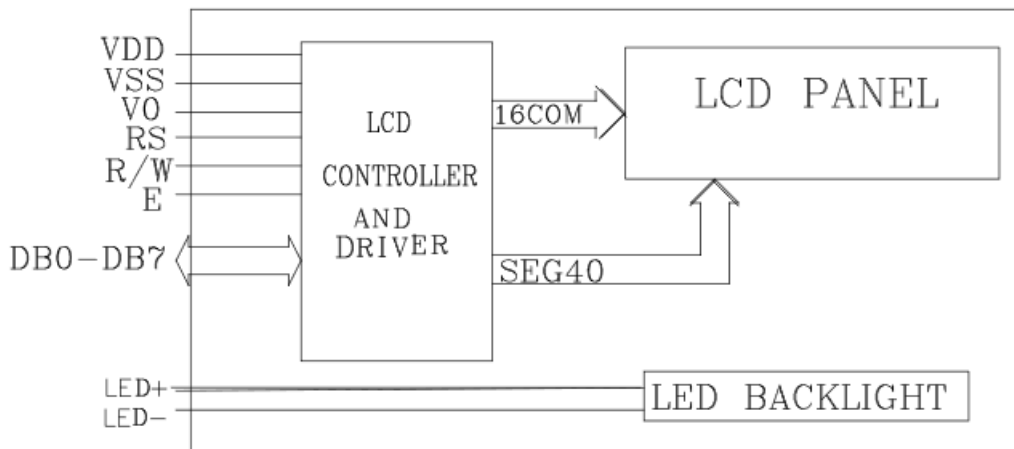 VDD
VSS
VO
RS
R/W
E
DB0-DB7
LED+
LED-
LCD
CONTROLLER
AND
DRIVER
16COM
SEG40
LCD PANEL
LED BACKLIGHT